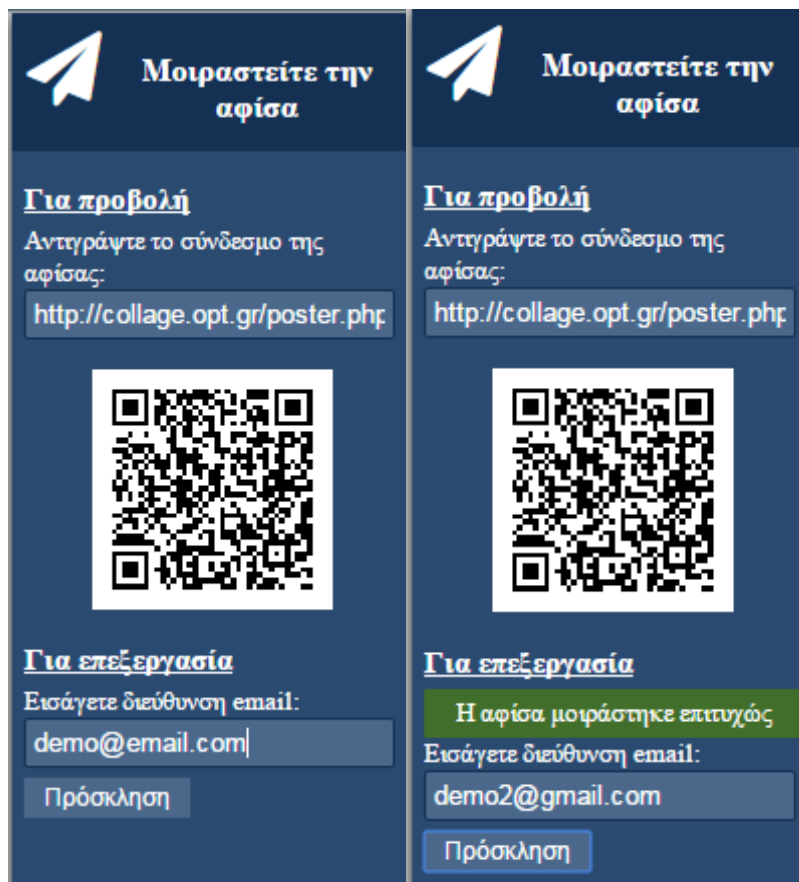 Μοιραστείτε την
αφίσα
Για προβολή
Αντιγράψτε το σύνδεσμο της
αφίσας:
http://collage.opt.gr/poster.php
Για επεξεργασία
Εισάγετε διεύθυνση email:
demo@email.com
Πρόσκληση
Μοιραστείτε την
αφίσα
Για προβολή
Αντιγράψτε το σύνδεσμο της
αφίσας:
http://collage.opt.gr/poster.php
Για επεξεργασία
Η αφίσα μοιράστηκε επιτυχώς
Εισάγετε διεύθυνση email:
demo2@gmail.com
Πρόσκληση